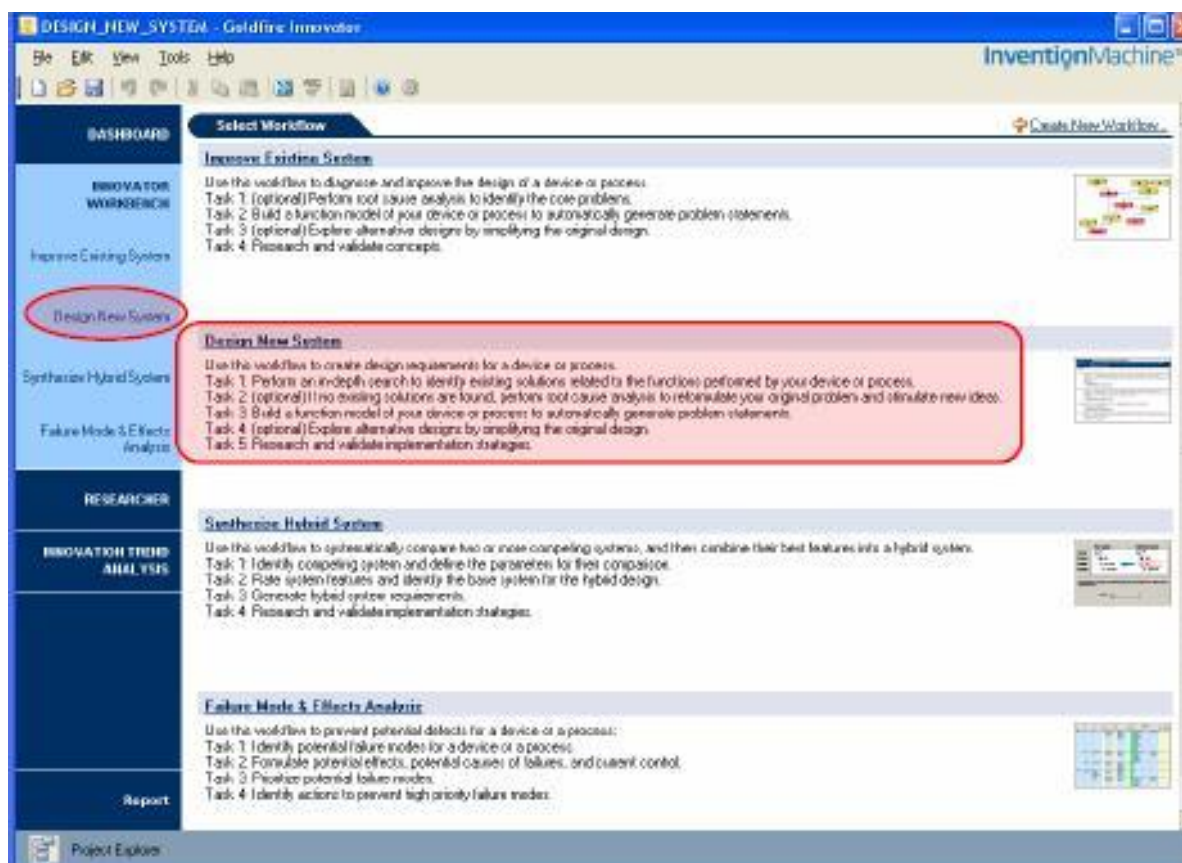 DESIGN_NEW_SYSTEM - Goldfire Innovator
File Edit View Tools Help
InventionMachine
DASHBOARD
Select Workflow
Create New Workflow...
Improve Existing System
INNOVATOR WORKBENCH
Use this workflow to diagnose and improve the design of a device or process.
Task 1: (optional) Perform root cause analysis to identify the core problems.
Task 2: Build a function model of your device or process to automatically generate problem statements.
Task 3: (optional) Explore alternative designs by simplifying the original design.
Task 4: Research and validate concepts.
Improve Existing System
Design New System
Design New System
Use this workflow to create design requirements for a device or process.
Task 1: Perform an in-depth search to identify existing solutions related to the functions performed by your device or process.
Task 2: (optional) If no existing solutions are found, perform root cause analysis to reformulate your original problem and stimulate new ideas.
Task 3: Build a function model of your device or process to automatically generate problem statements.
Task 4: (optional) Explore alternative designs by simplifying the original design.
Task 5: Research and validate implementation strategies.
Synthesize Hybrid System
Failure Mode & Effects
Analysis
RESEARCHER
Synthesize Hybrid System
INNOVATION TREND
ANALYSIS
Use this workflow to systematically compare two or more competing systems, and then combine their best features into a hybrid system.
Task 1: Identify competing system and define the parameters for their comparison.
Task 2: Rate system features and identify the base system for the hybrid design.
Task 3: Generate hybrid system requirements.
Task 4: Research and validate implementation strategies.
Failure Mode & Effects Analysis
Use this workflow to prevent potential defects for a device or a process:
Task 1: Identify potential failure modes for a device or a process.
Task 2: Formulate potential effects, potential causes of failures, and current control.
Task 3: Prioritize potential failure modes.
Task 4: Identify actions to prevent high priority failure modes.
Report
Project Explorer